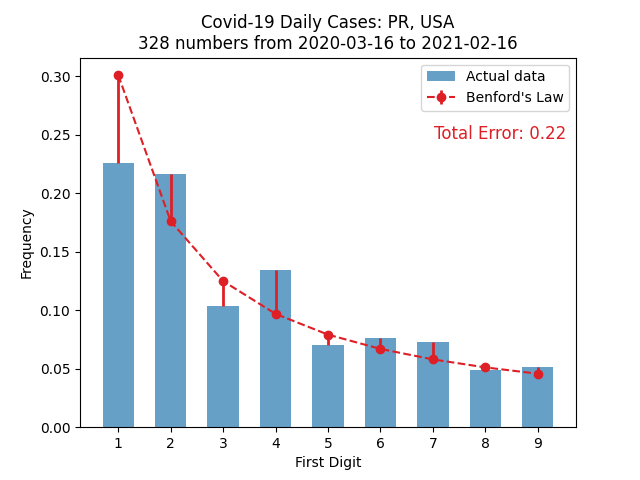 Covid-19 Daily Cases: PR, USA
328 numbers from 2020-03-16 to 2021-02-16
Actual data
Benford's Law
Total Error: 0.22
Frequency
0.30
0.25
0.20
0.15
0.10
0.05
0.00
1 2 3 4 5 6 7 8 9
First Digit